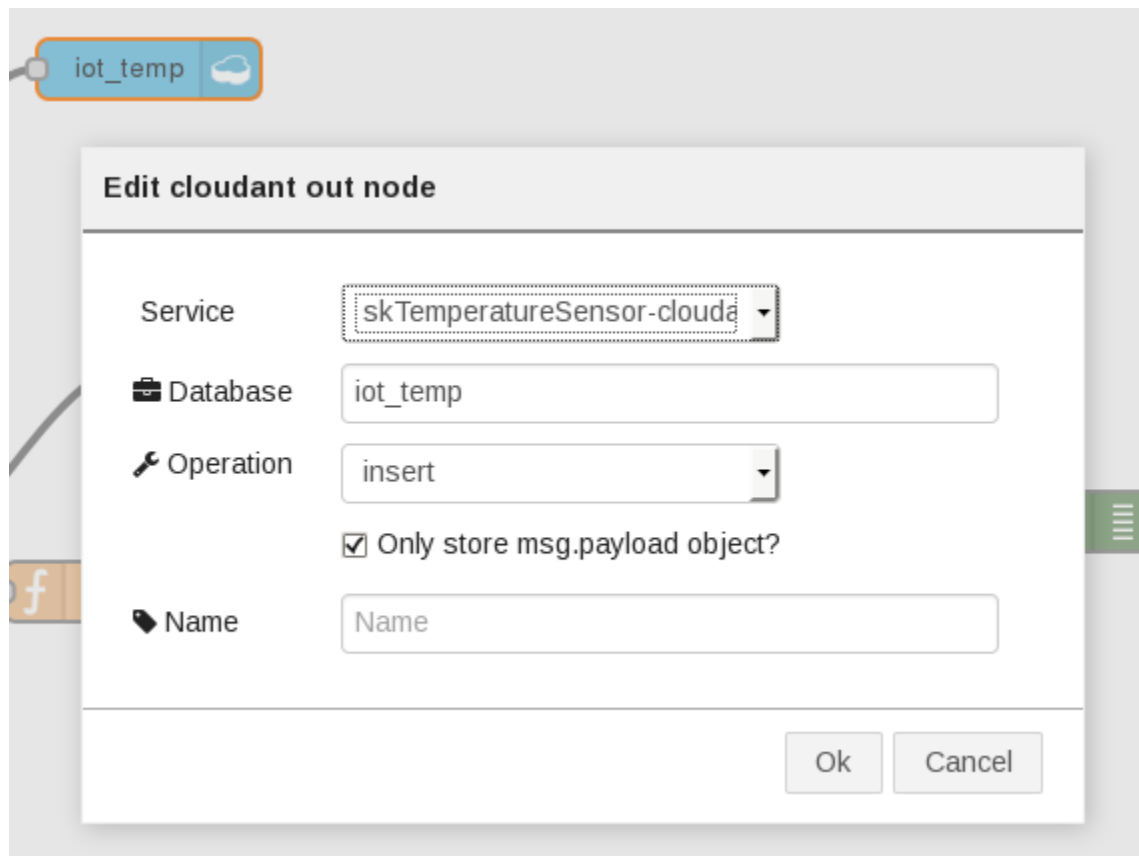 iot_temp
Edit cloudant out node
Service skTemperatureSensor-clouda
Database iot_temp
Operation insert
Only store msg.payload object?
f
Name Name
Ok Cancel